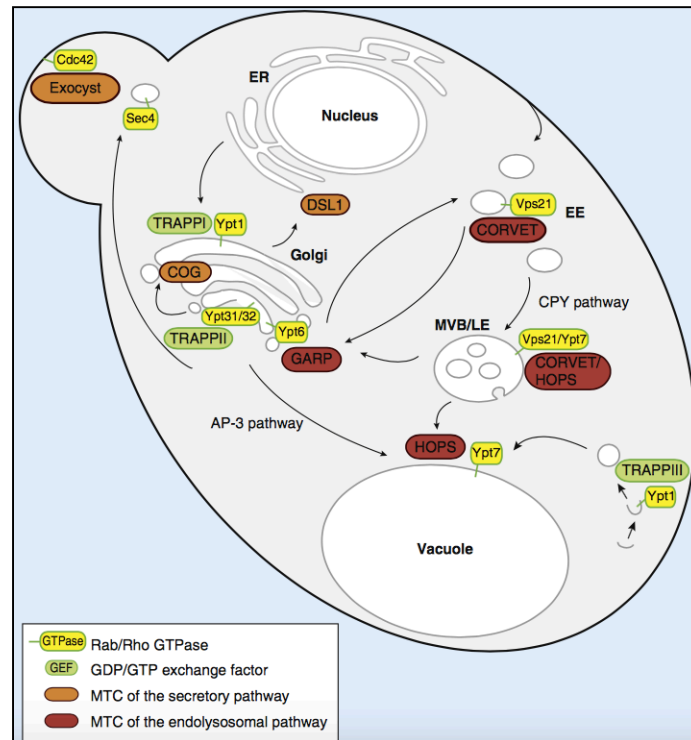 Cdc42
Exocyst
Sec4
ER
Nucleus
DSL1
TRAPPI
Ypt1
Golgi
COG
Ypt31/32
TRAPPII
Ypt6
GARP
Vps21
EE
CORVET
CPY pathway
MVB/LE
Vps21/Ypt7
CORVET/
HOPS
AP-3 pathway
HOPS
Ypt7
TRAPPIII
Ypt1
Vacuole
GTPase
Rab/Rho GTPase
GEF
GDP/GTP exchange factor
MTC of the secretory pathway
MTC of the endolysosomal pathway